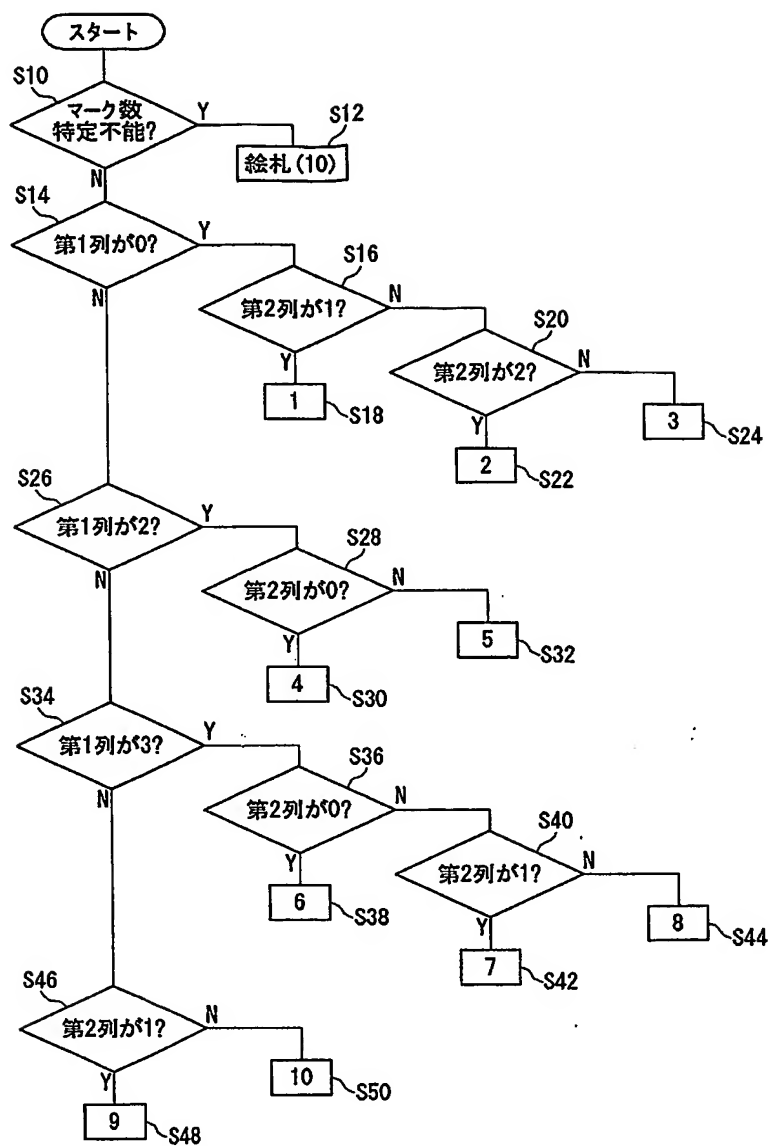 スタート
S10
マーク数
特定不能?
Y
S12
絵札(10)
N
S14
第1列が0?
Y
N
S16
第2列が1?
N
Y
1
S18
S20
第2列が2?
N
Y
2
S22
3
S24
S26
第1列が2?
Y
N
S28
第2列が0?
N
Y
4
S30
5
S32
S34
第1列が3?
Y
N
S36
第2列が0?
N
Y
6
S38
S40
第2列が1?
N
Y
7
S42
8
S44
S46
第2列が1?
N
Y
9
S48
10
S50